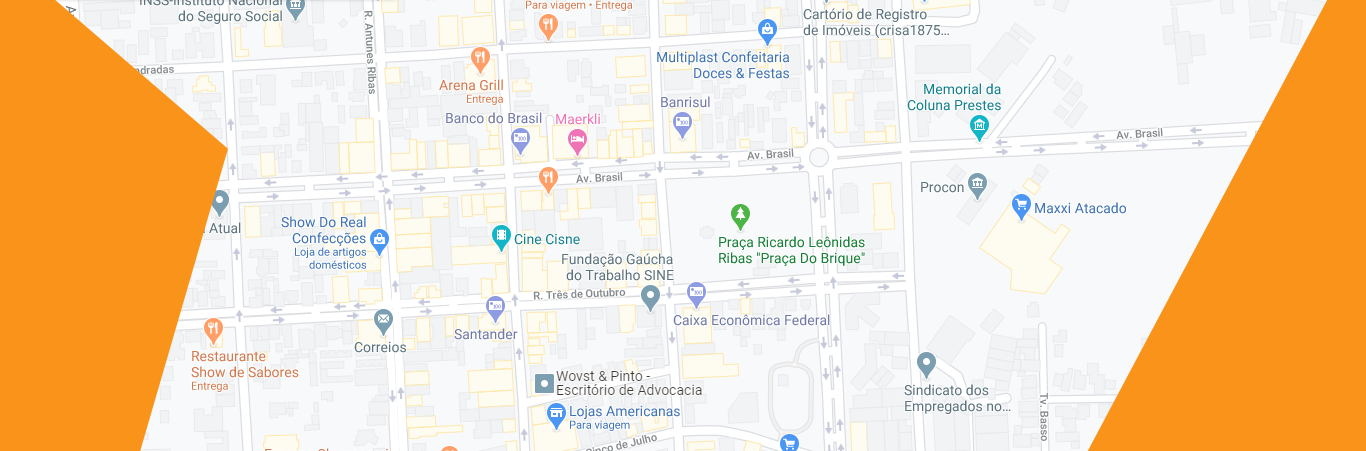 INSS-Instituto Nacional
do Seguro Social
Para viagem • Entrega
Cartório de Registro
de Imóveis (crisa1875...
R. Antunes Ribas
Multiplast Confeitaria
Doces & Festas
Arena Grill
Entrega
Memorial da
Coluna Prestes
Banrisul
Banco do Brasil
Maerkli
Av. Brasil
Av. Brasil
Av. Brasil
Procon
Maxxi Atacado
Atual
Show Do Real
Confecções
Loja de artigos
domésticos
Cine Cisne
Praça Ricardo Leônidas
Ribas "Praça Do Brique"
Fundação Gaúcha
do Trabalho SINE
R. Três de Outubro
Santander
Caixa Econômica Federal
Correios
Restaurante
Show de Sabores
Entrega
Wovst & Pinto -
Escritório de Advocacia
Sindicato dos
Empregados no...
Tv. Basso
Lojas Americanas
Para viagem
Cinco de Julho